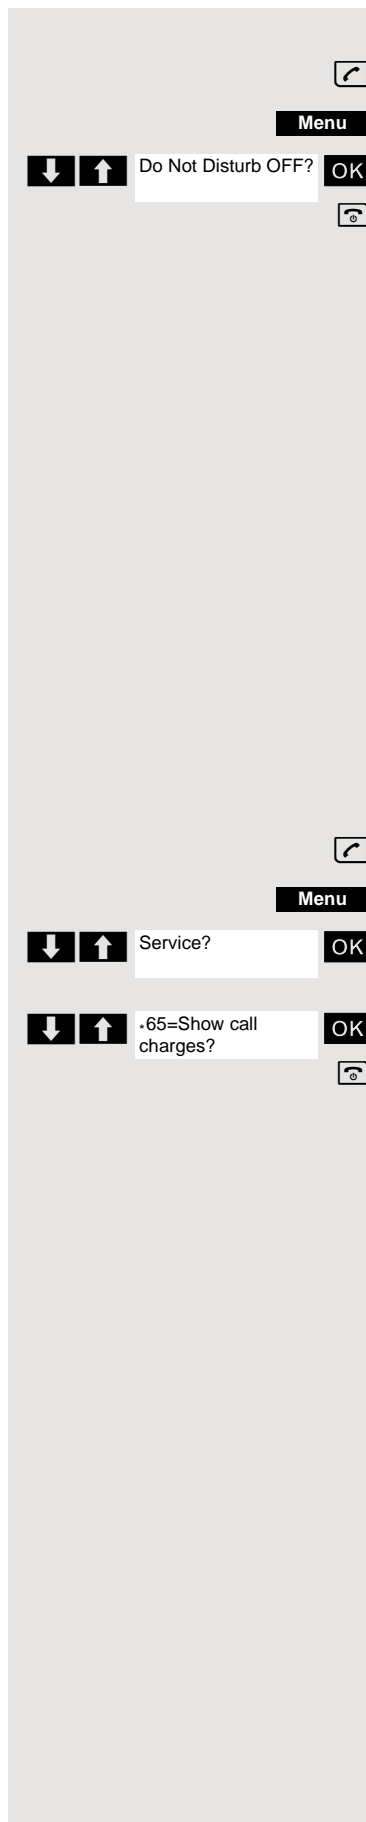 Menu
Do Not Disturb OFF? OK
Menu
Service? OK
*65=Show call OK
charges?